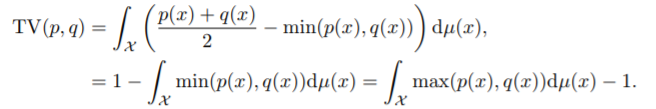 TV(p, q) = ∫_𝒳 ( (p(x) + q(x))/2 − min(p(x), q(x)) ) dμ(x),
= 1 − ∫_𝒳 min(p(x), q(x))dμ(x) = ∫_𝒳 max(p(x), q(x))dμ(x) − 1.